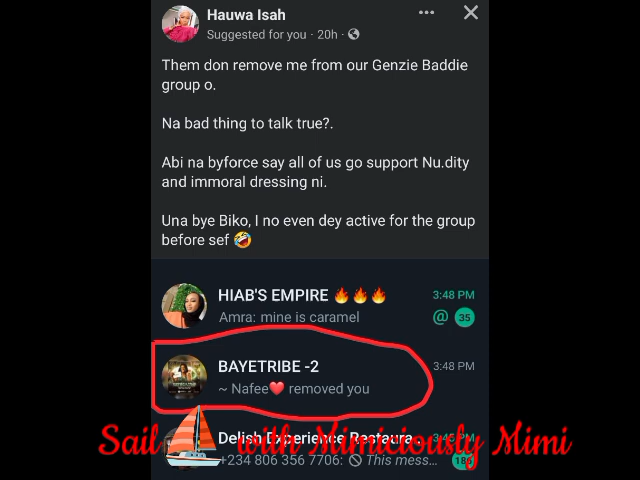 Hauwa Isah
Suggested for you · 20h ·
Them don remove me from our Genzie Baddie
group o.
Na bad thing to talk true?.
Abi na byforce say all of us go support Nu.dity
and immoral dressing ni.
Una bye Biko, I no even dey active for the group
before sef 🤣
HIAB'S EMPIRE 🔥🔥🔥 3:48 PM
Amra: mine is caramel @ 35
BAYETRIBE -2 3:48 PM
~ Nafee❤️ removed you
Delish Experience Restaura...
Sail with Mimiciously Mimi
+234 806 356 7706: 🚫 This mess...